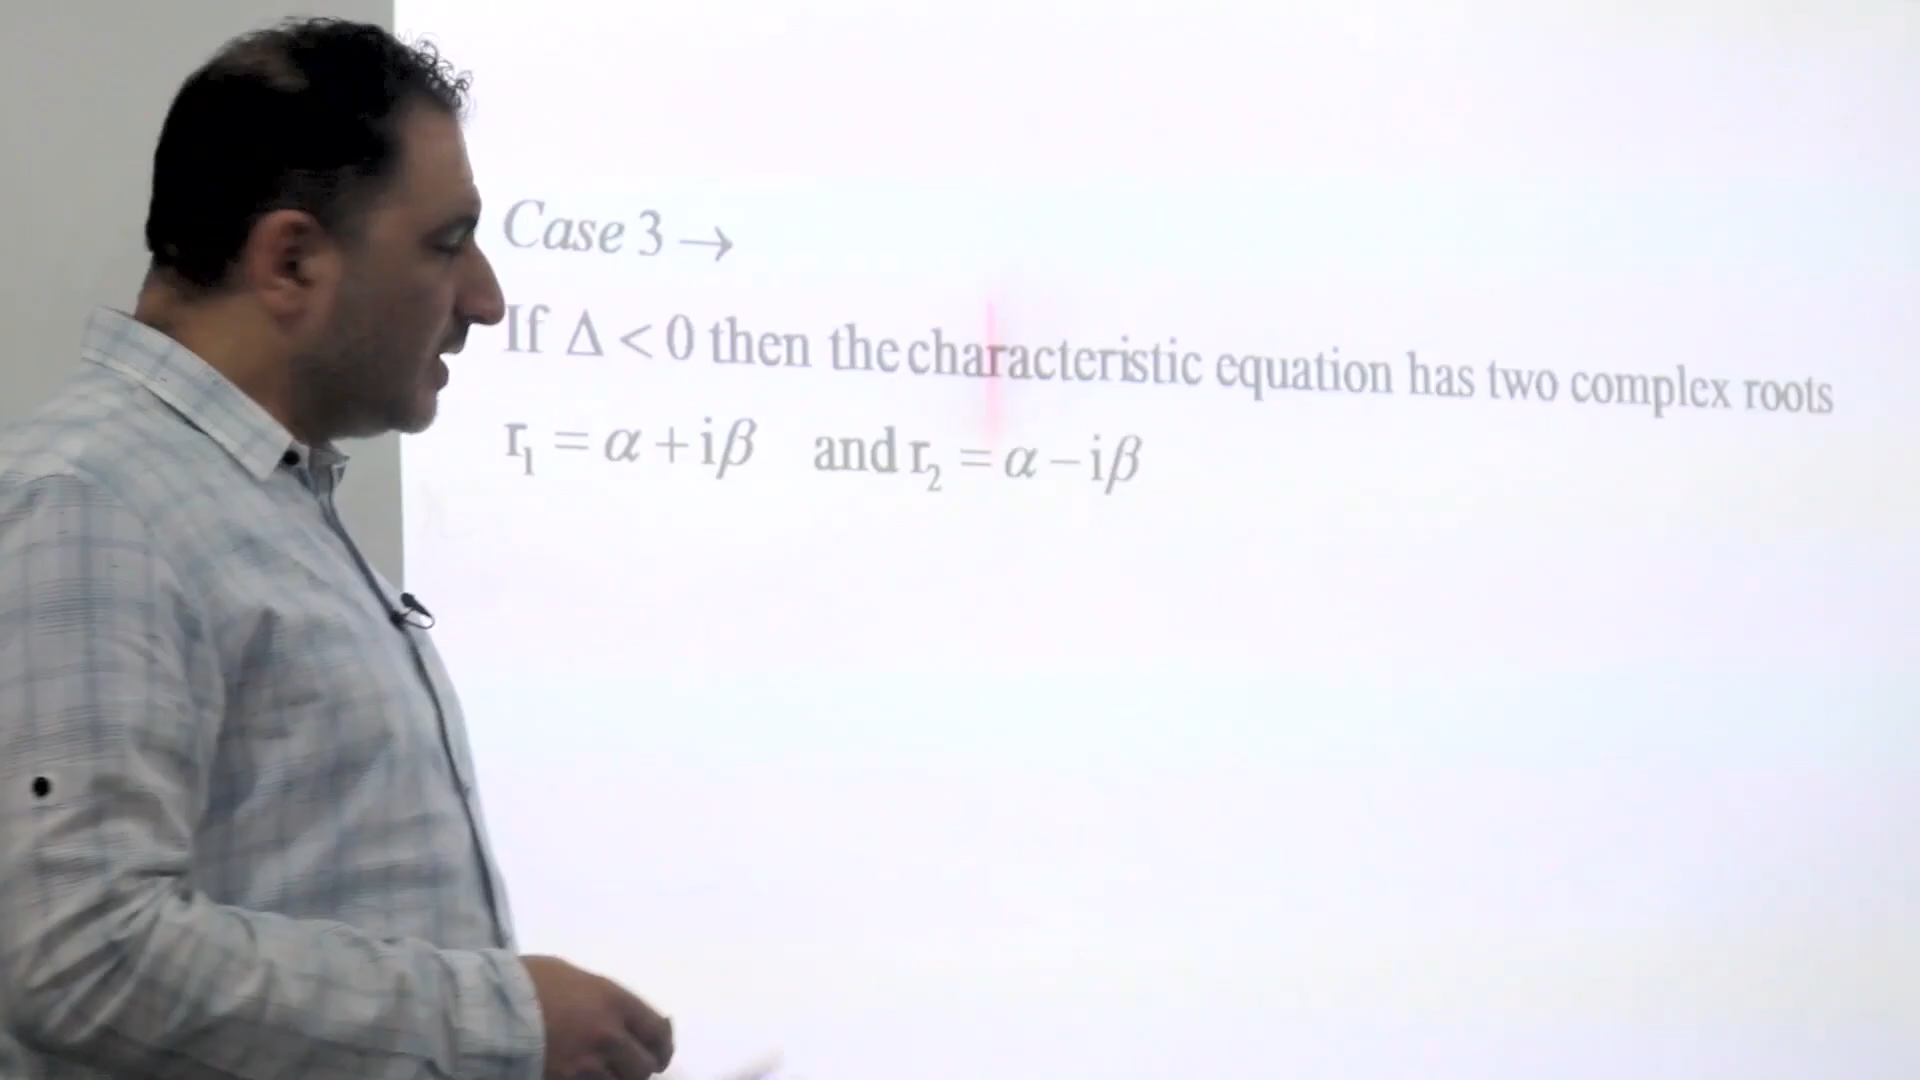 Case 3 →
If Δ < 0 then the characteristic equation has two complex roots
r₁ = α + iβ and r₂ = α − iβ